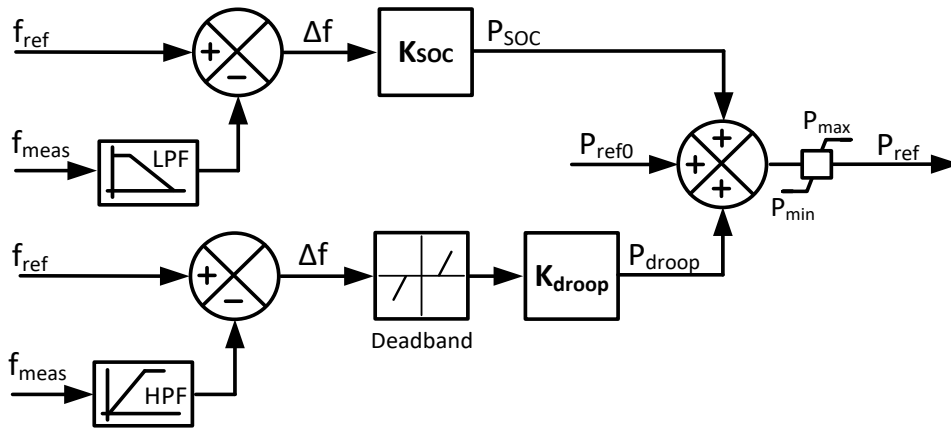 f_ref
+
−
Δf
K_SOC
P_SOC
f_meas
LPF
P_ref0
+
+
+
P_max
P_min
P_ref
f_ref
+
−
Δf
Deadband
K_droop
P_droop
f_meas
HPF